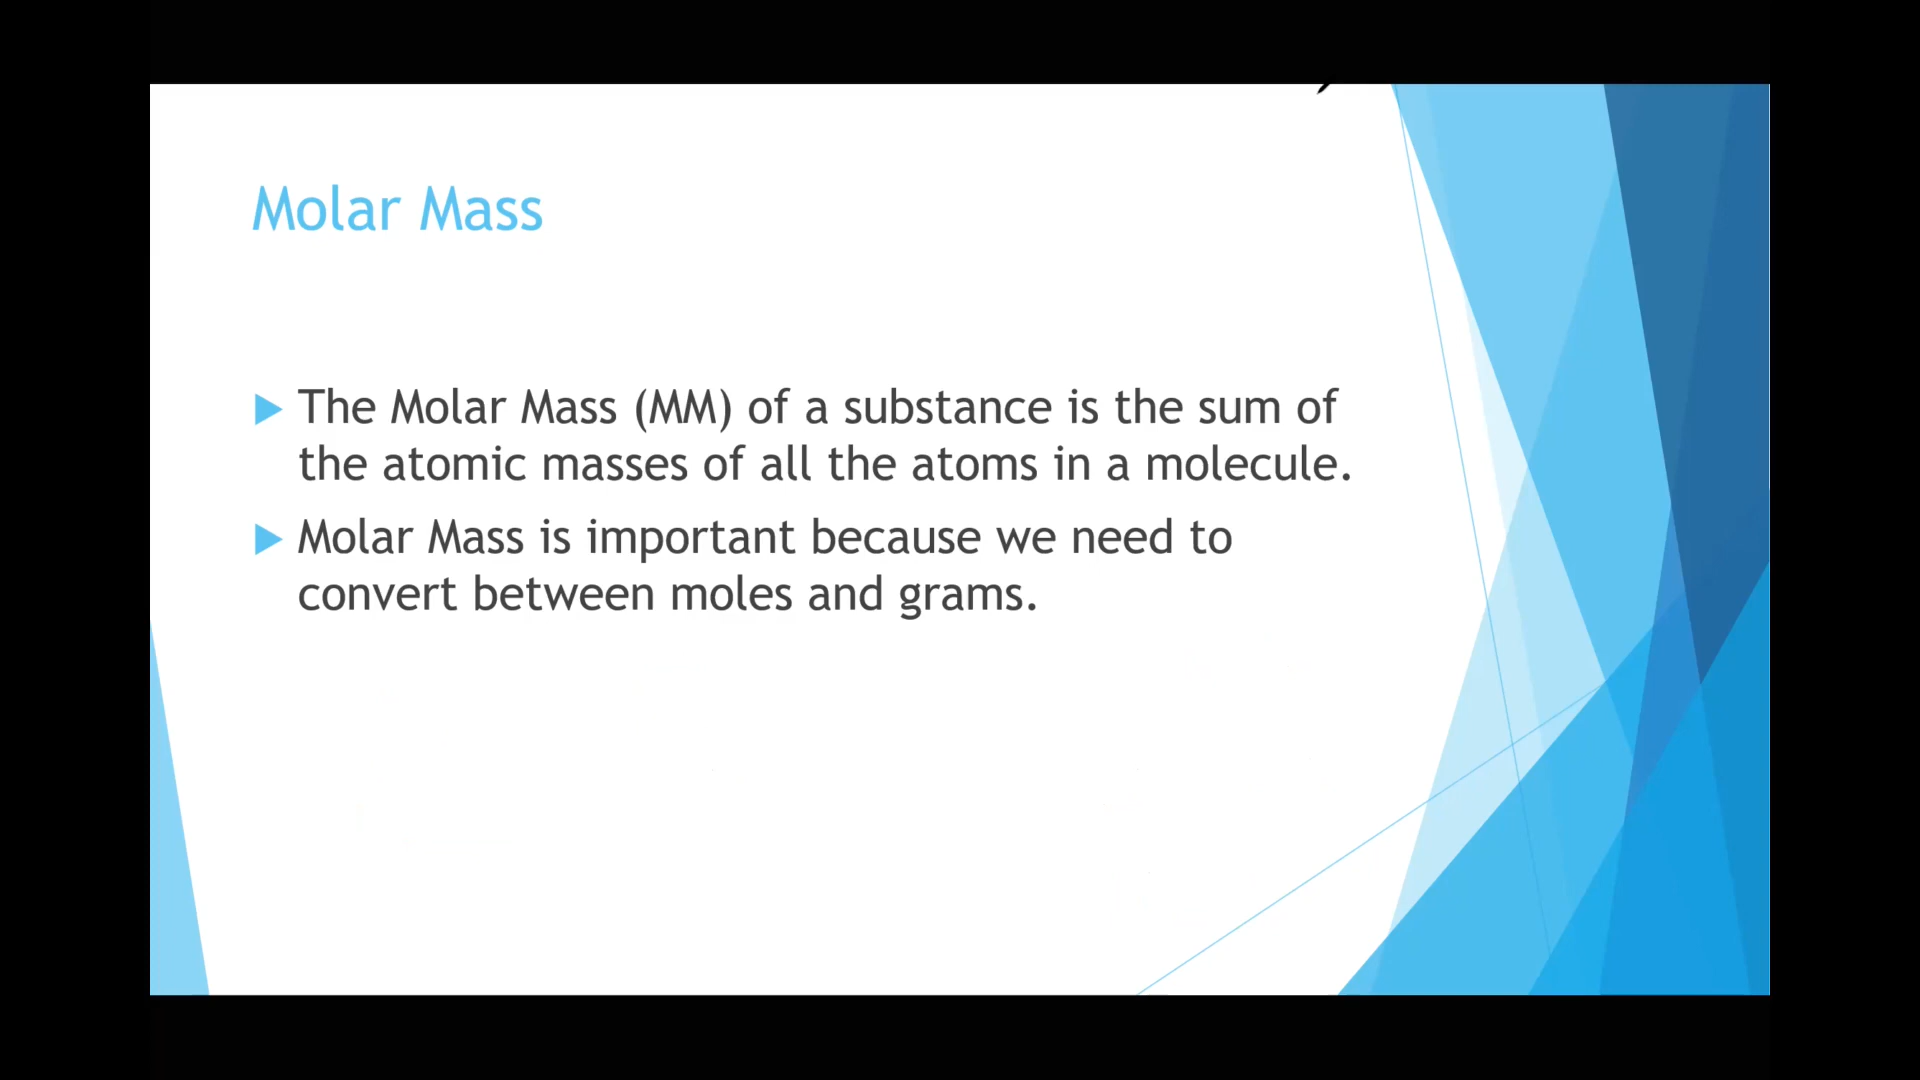 Molar Mass
The Molar Mass (MM) of a substance is the sum of
the atomic masses of all the atoms in a molecule.
Molar Mass is important because we need to
convert between moles and grams.